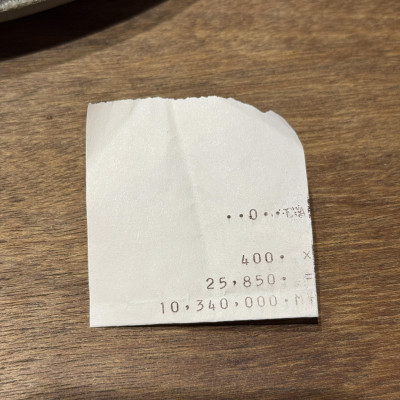 ··0·
400· ×
25,850· =
10,340,000·M+